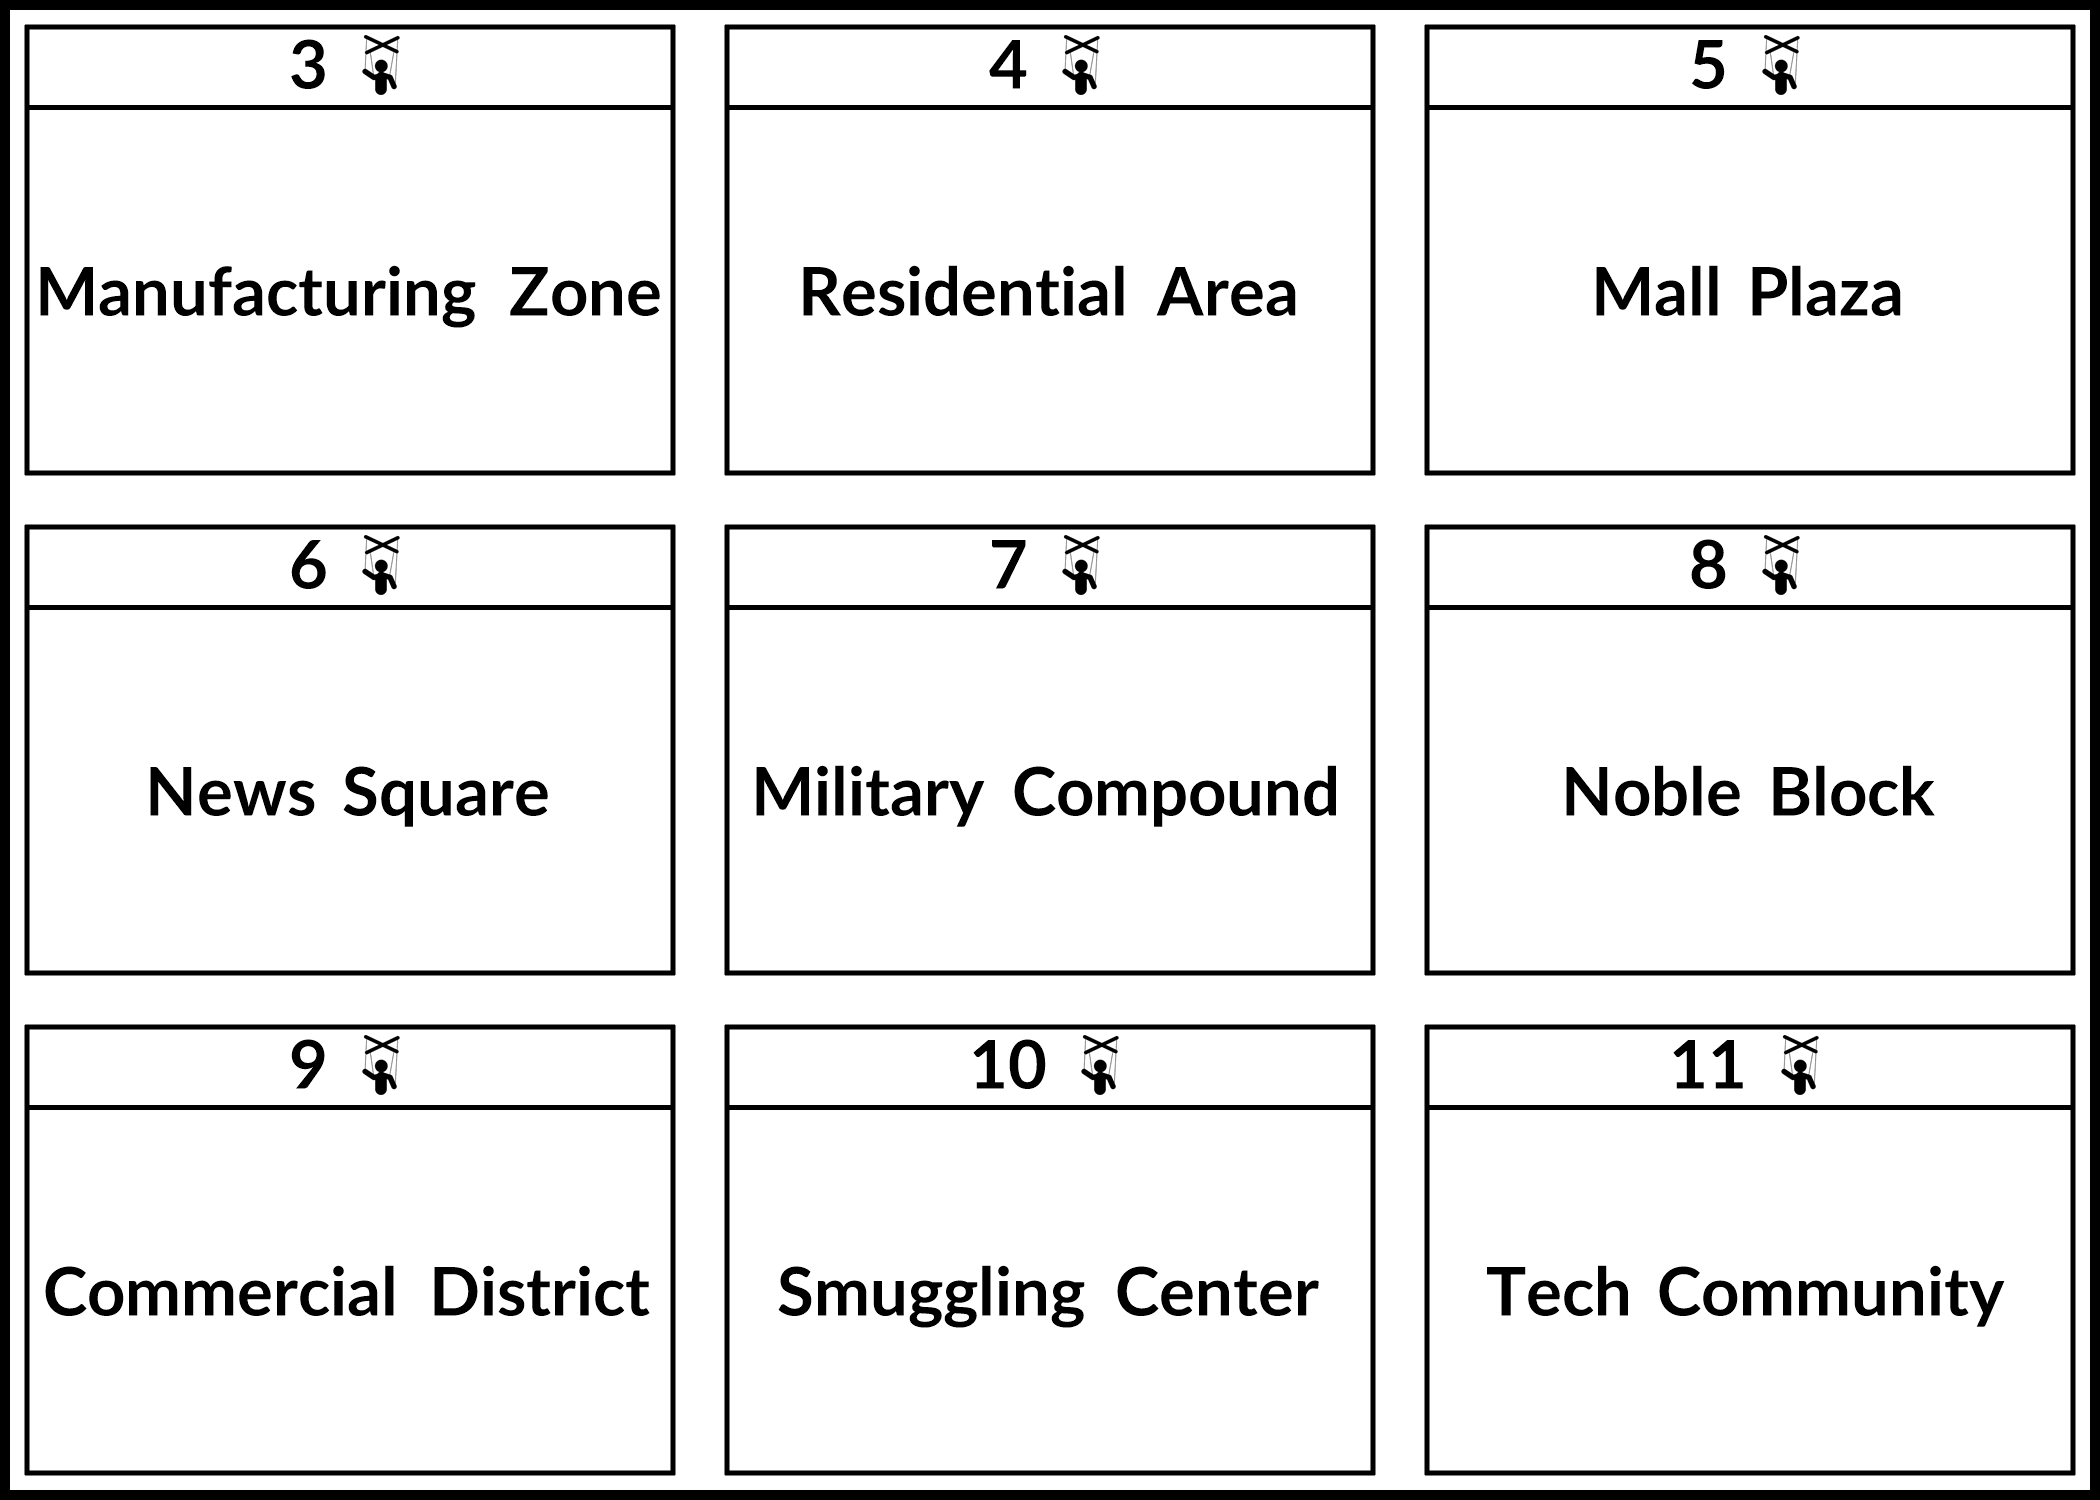 3
Manufacturing Zone
4
Residential Area
5
Mall Plaza
6
News Square
7
Military Compound
8
Noble Block
9
Commercial District
10
Smuggling Center
11
Tech Community